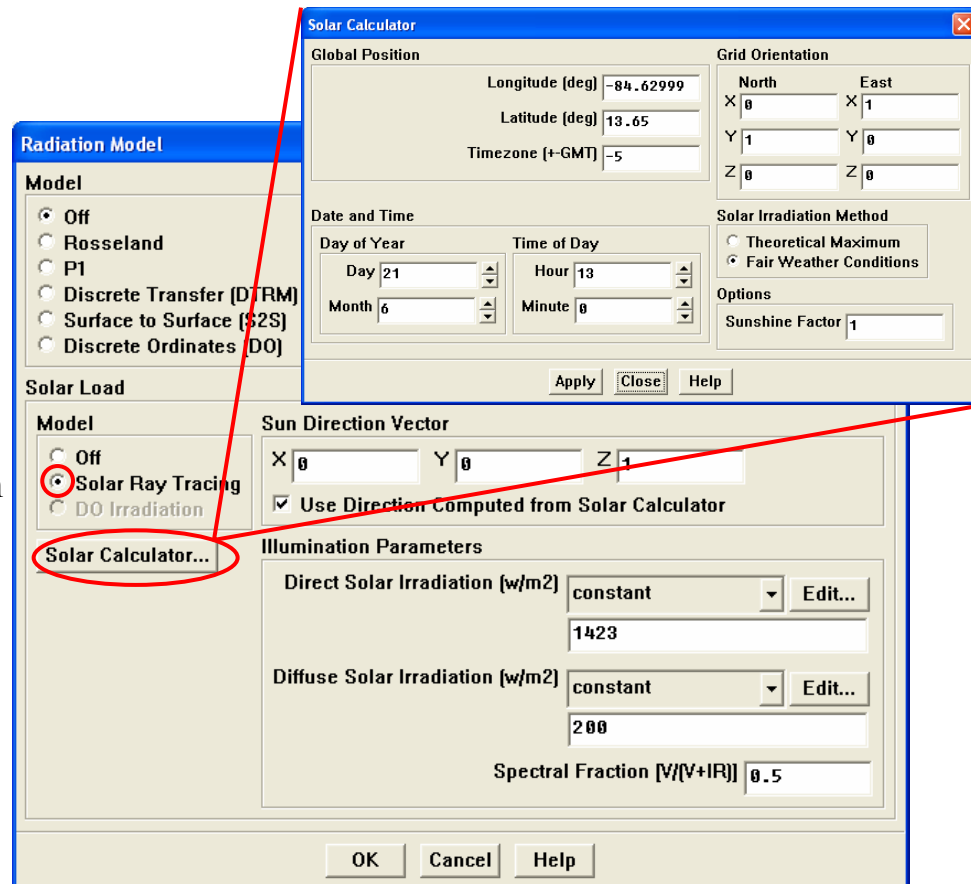 Solar Calculator
Global Position
Longitude (deg) -84.62999
Latitude (deg) 13.65
Timezone (+-GMT) -5
Grid Orientation
North East
X 0 X 1
Y 1 Y 0
Z 0 Z 0
Date and Time
Day of Year Time of Day
Day 21 Hour 13
Month 6 Minute 0
Solar Irradiation Method
Theoretical Maximum
Fair Weather Conditions
Options
Sunshine Factor 1
Apply Close Help
Radiation Model
Model
Off
Rosseland
P1
Discrete Transfer (DTRM)
Surface to Surface (S2S)
Discrete Ordinates (DO)
Solar Load
Model
Off
Solar Ray Tracing
DO Irradiation
Solar Calculator...
Sun Direction Vector
X 0 Y 0 Z 1
Use Direction Computed from Solar Calculator
Illumination Parameters
Direct Solar Irradiation (w/m2) constant Edit...
1423
Diffuse Solar Irradiation (w/m2) constant Edit...
200
Spectral Fraction [V/(V+IR)] 0.5
OK Cancel Help